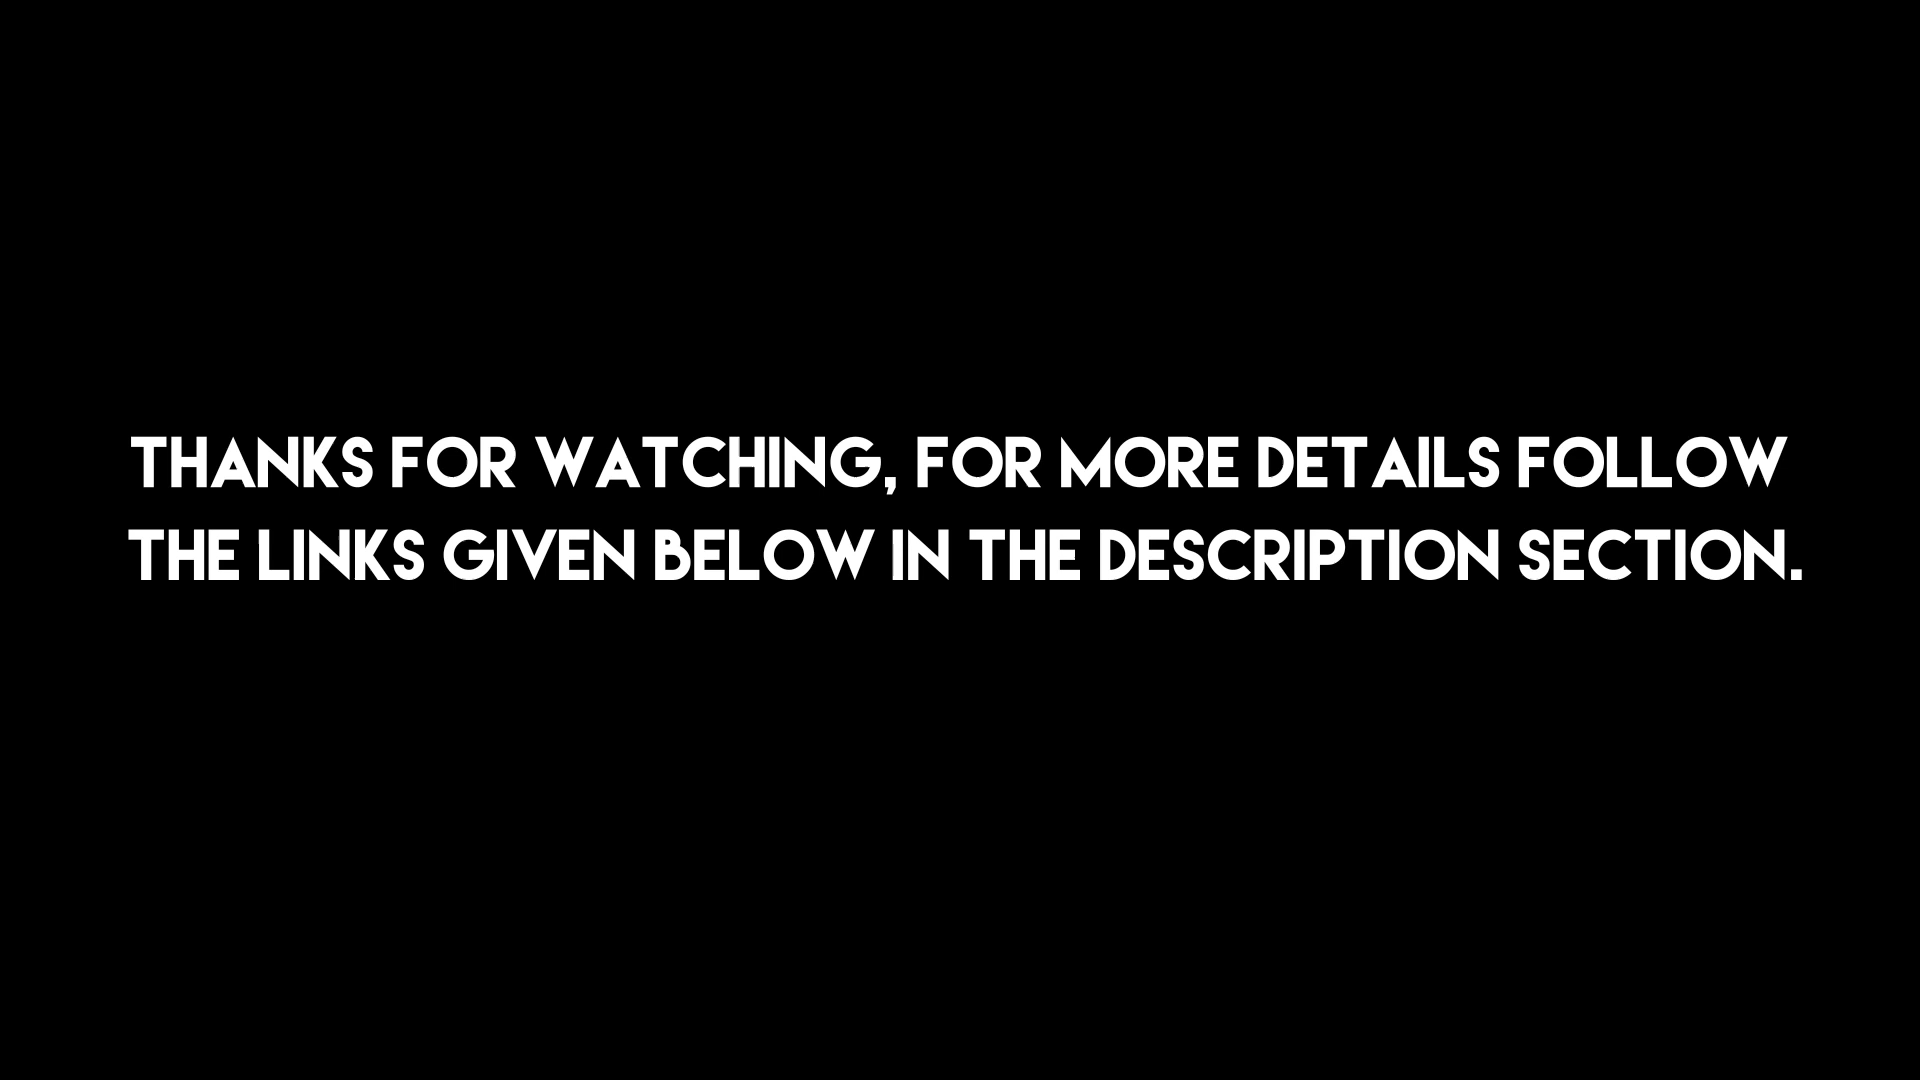 THANKS FOR WATCHING, FOR MORE DETAILS FOLLOW
THE LINKS GIVEN BELOW IN THE DESCRIPTION SECTION.